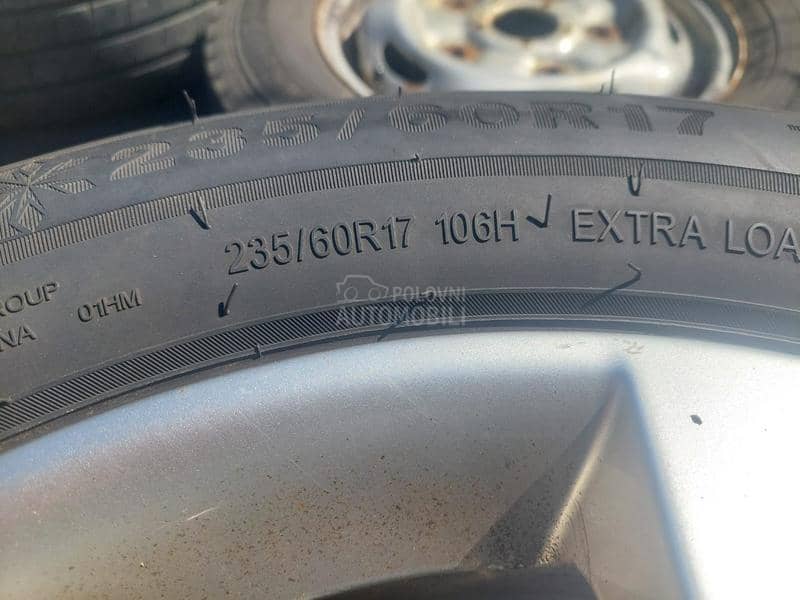 235/60R17
235/60R17 106H EXTRA LOA
ROUP
NA 01HM
POLOVNI
AUTOMOBILI